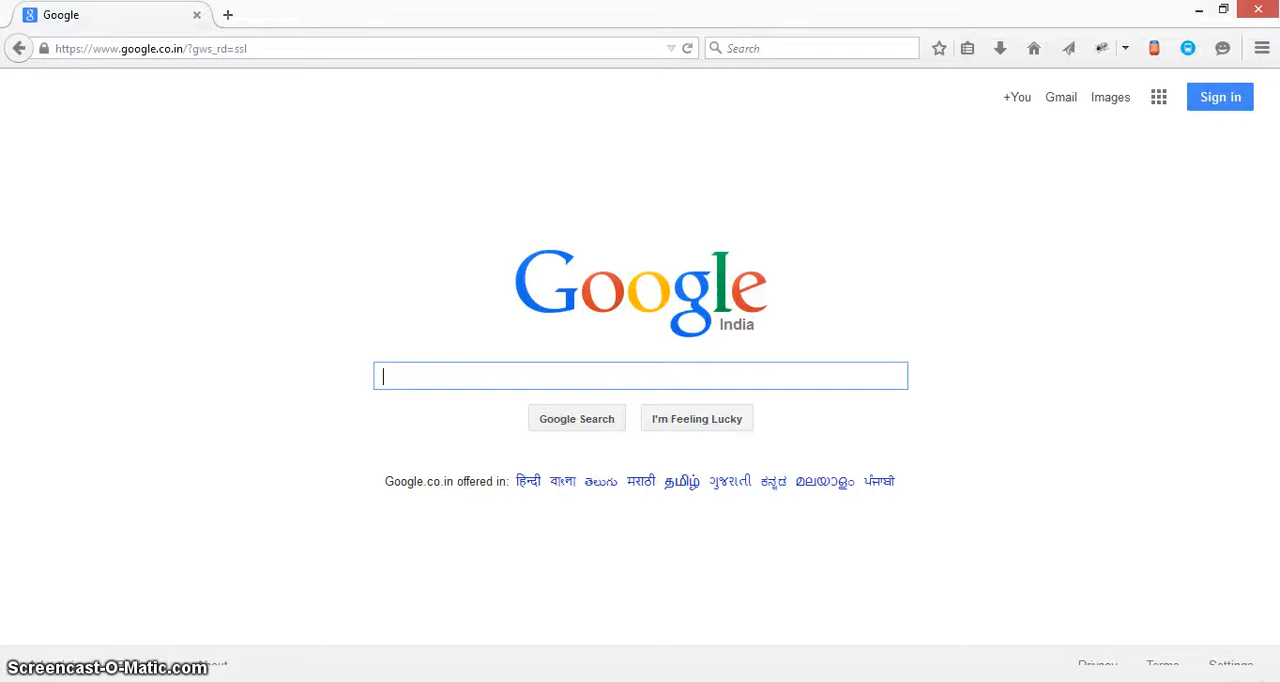 Google
https://www.google.co.in/?gws_rd=ssl
Search
+You Gmail Images Sign in
Google
India
Google Search I'm Feeling Lucky
Google.co.in offered in: हिन्दी বাংলা తెలుగు मराठी தமிழ் ગુજરાતી ಕನ್ನಡ മലയാളം ਪੰਜਾਬੀ
Screencast-O-Matic.com
Privacy Terms Settings